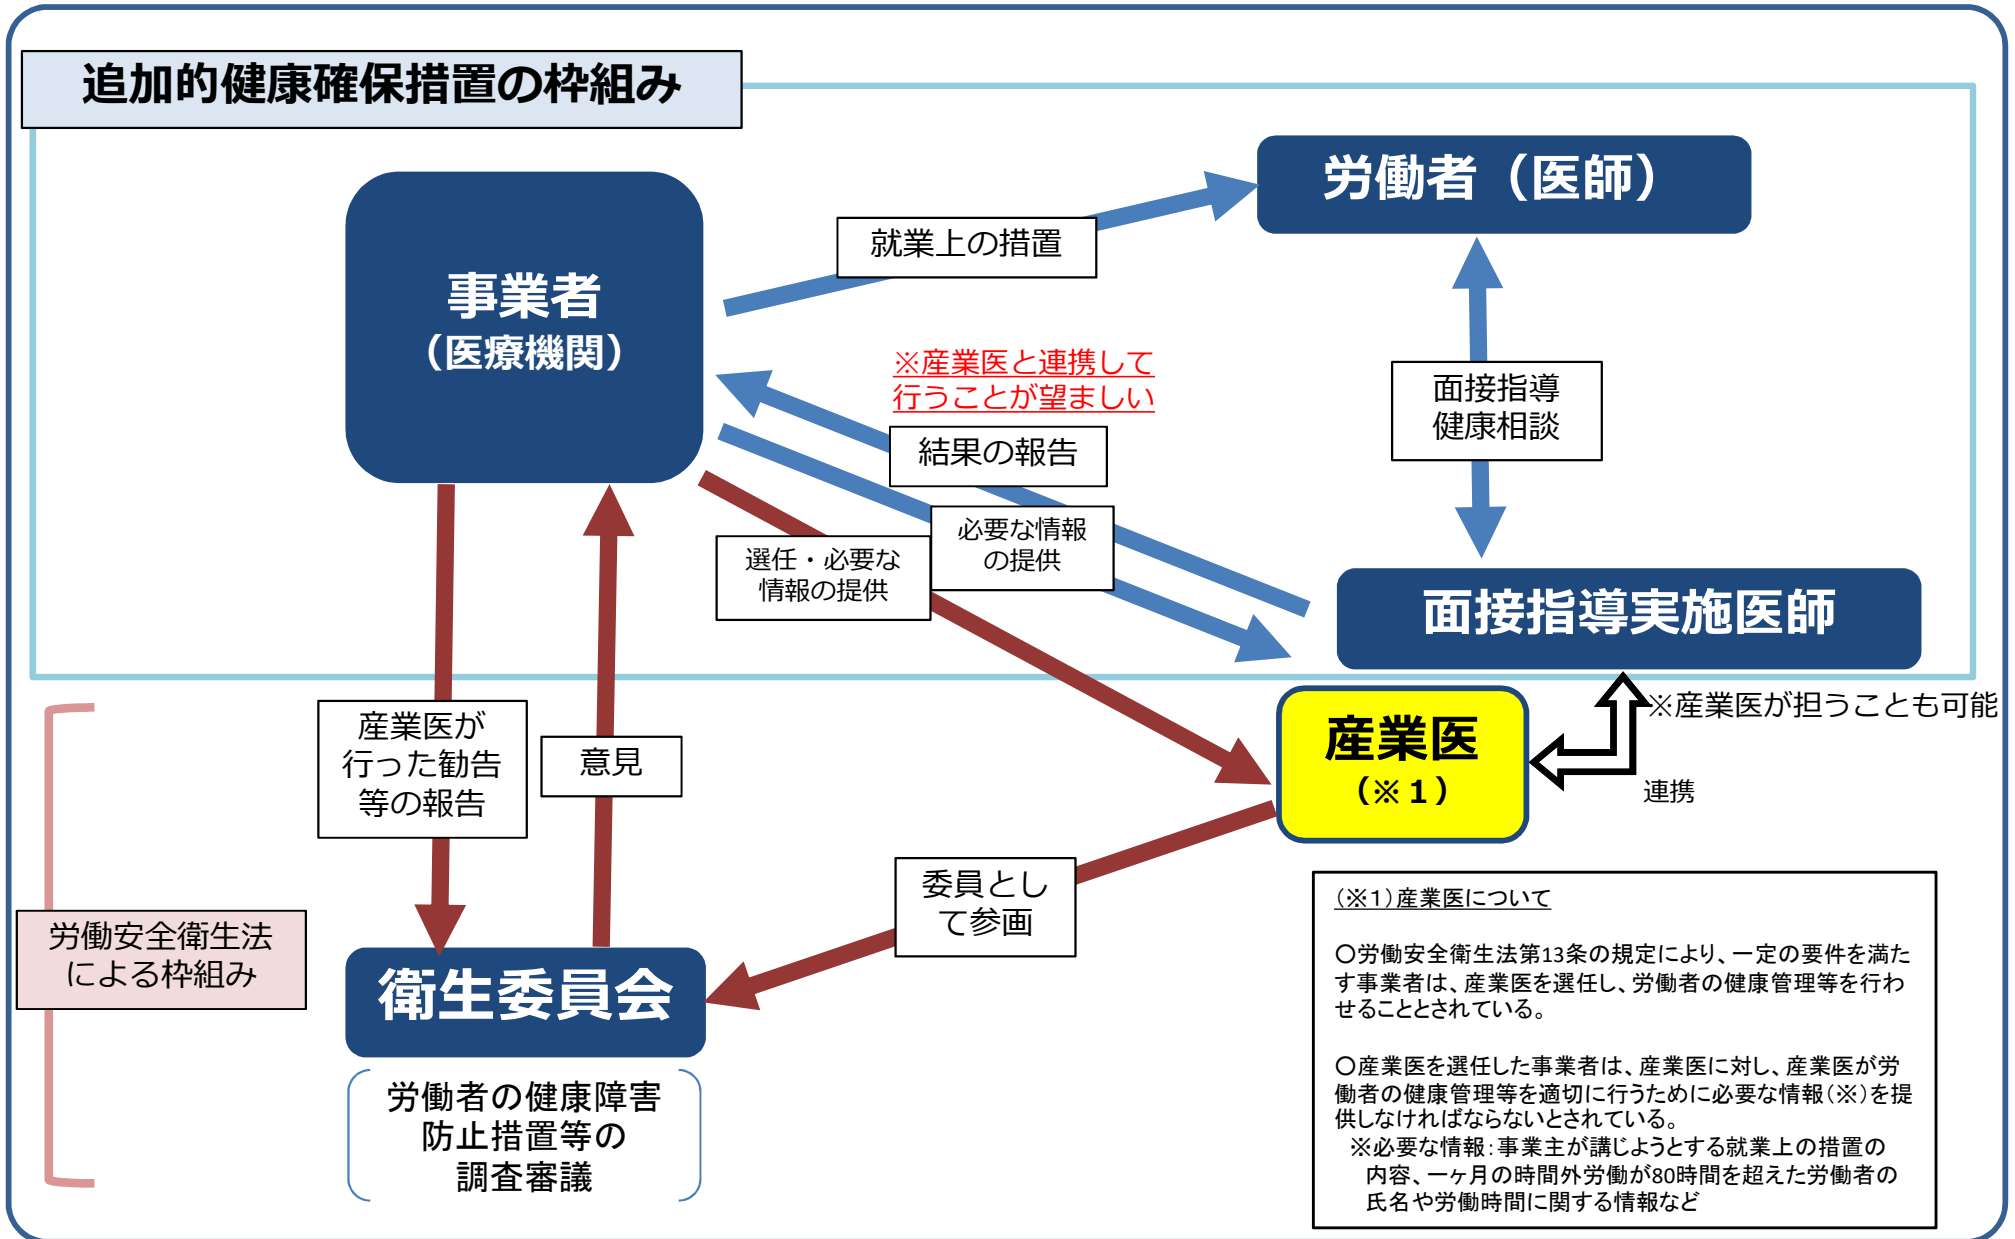 追加的健康確保措置の枠組み
労働者（医師）
就業上の措置
事業者
（医療機関）
※産業医と連携して
行うことが望ましい
面接指導
健康相談
結果の報告
必要な情報
の提供
選任・必要な
情報の提供
面接指導実施医師
※産業医が担うことも可能
産業医
（※１）
連携
産業医が
行った勧告
等の報告
意見
委員とし
て参画
労働安全衛生法
による枠組み
衛生委員会
労働者の健康障害
防止措置等の
調査審議
（※１）産業医について
○労働安全衛生法第13条の規定により、一定の要件を満た
す事業者は、産業医を選任し、労働者の健康管理等を行わ
せることとされている。
○産業医を選任した事業者は、産業医に対し、産業医が労
働者の健康管理等を適切に行うために必要な情報（※）を提
供しなければならないとされている。
※必要な情報：事業主が講じようとする就業上の措置の
内容、一ヶ月の時間外労働が80時間を超えた労働者の
氏名や労働時間に関する情報など